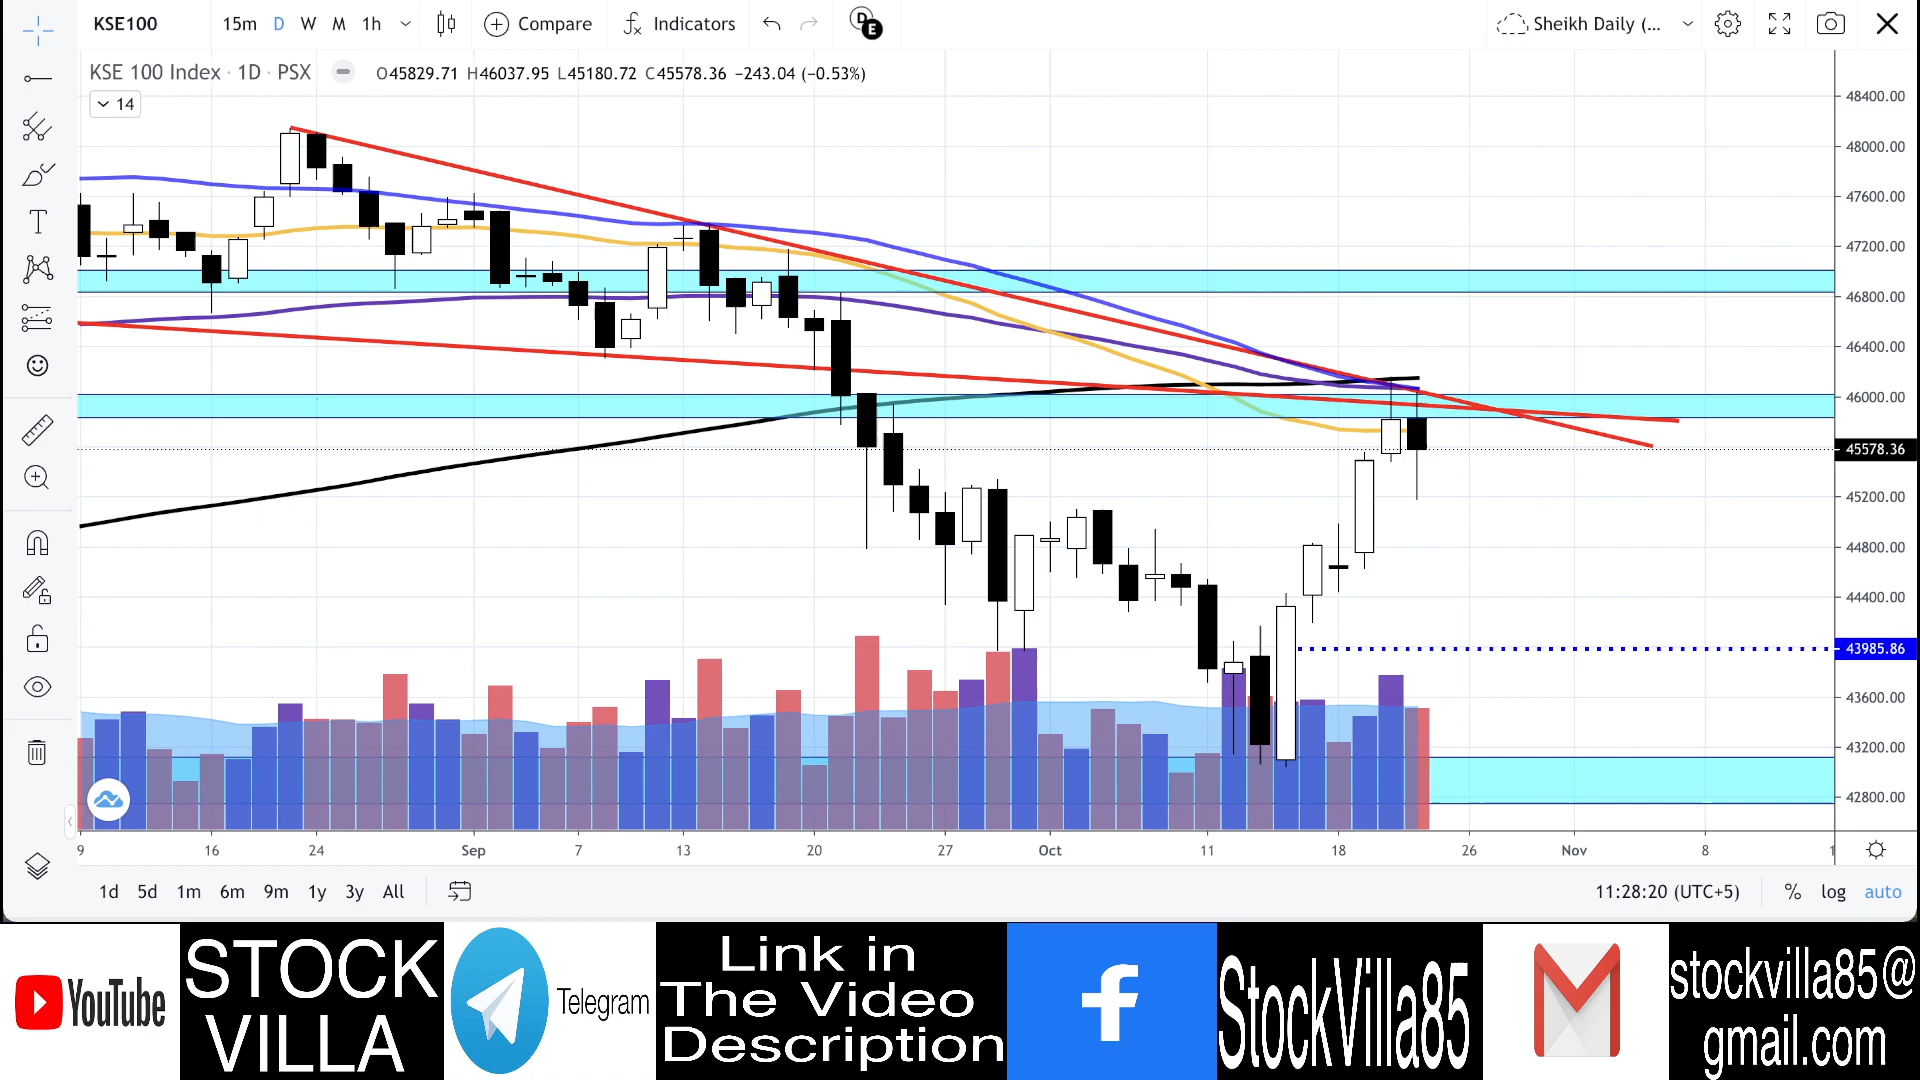 KSE100
15m D W M 1h Compare Indicators
D E
Sheikh Daily (...
KSE 100 Index · 1D · PSX O45829.71 H46037.95 L45180.72 C45578.36 −243.04 (−0.53%)
14
48400.00
48000.00
47600.00
47200.00
46800.00
46400.00
46000.00
45578.36
45200.00
44800.00
44400.00
43985.86
43600.00
43200.00
42800.00
9 16 24 Sep 7 13 20 27 Oct 11 18 26 Nov 8 1
1d 5d 1m 6m 9m 1y 3y All
11:28:20 (UTC+5) % log auto
YouTube
STOCK
VILLA
Telegram
Link in
The Video
Description
f
StockVilla85
stockvilla85@
gmail.com